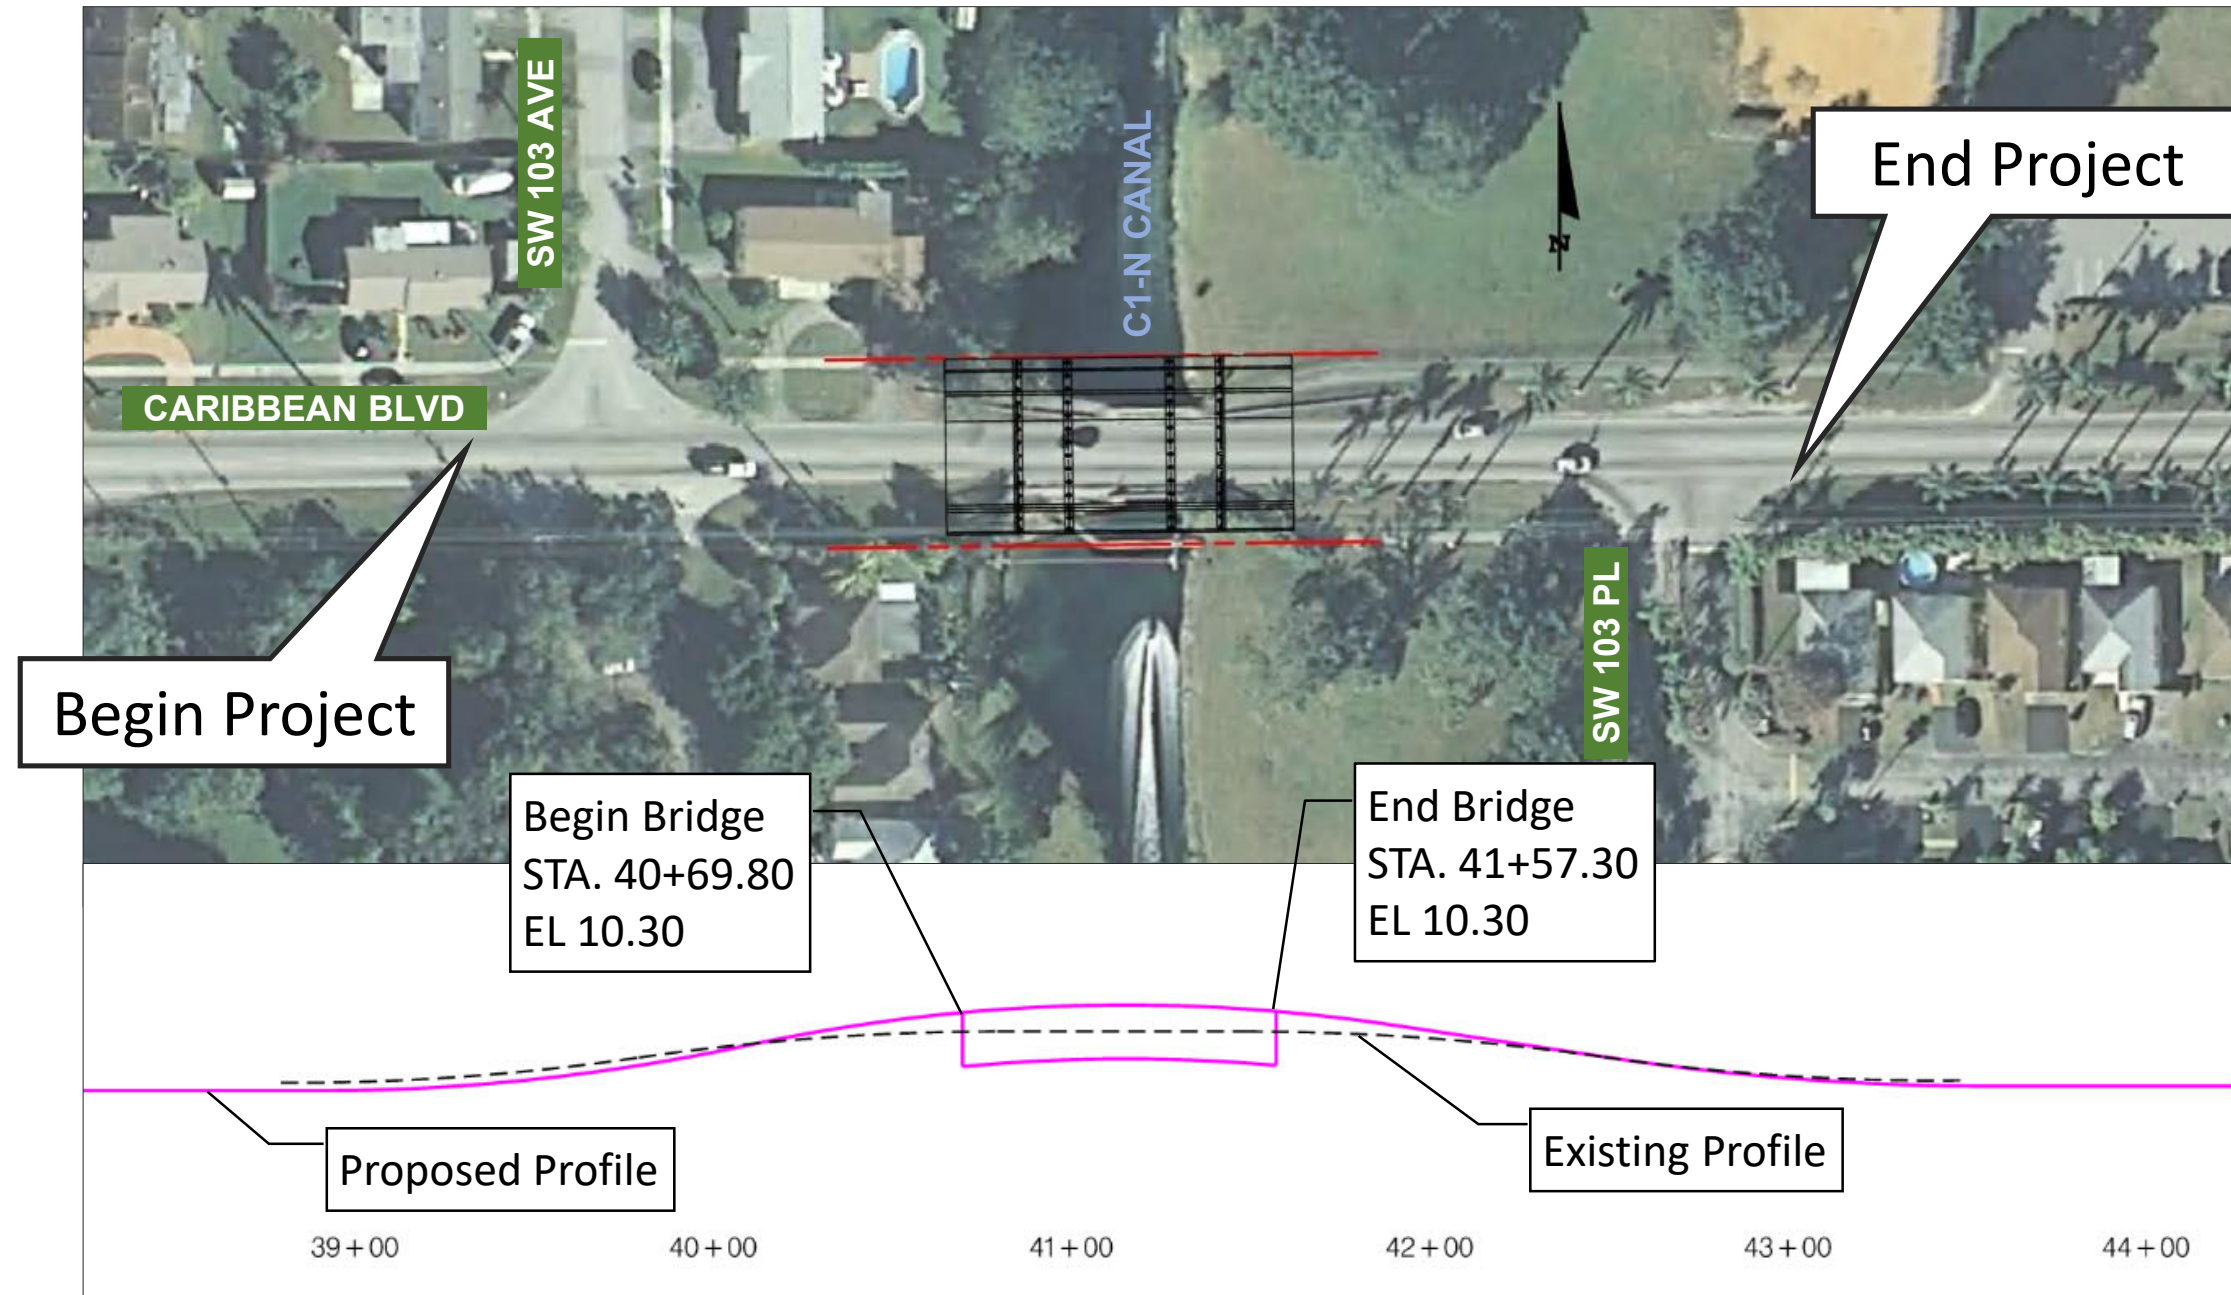 SW 103 AVE
C1-N CANAL
N
End Project
CARIBBEAN BLVD
SW 103 PL
Begin Project
Begin Bridge
STA. 40+69.80
EL 10.30
End Bridge
STA. 41+57.30
EL 10.30
Proposed Profile
Existing Profile
39+00
40+00
41+00
42+00
43+00
44+00